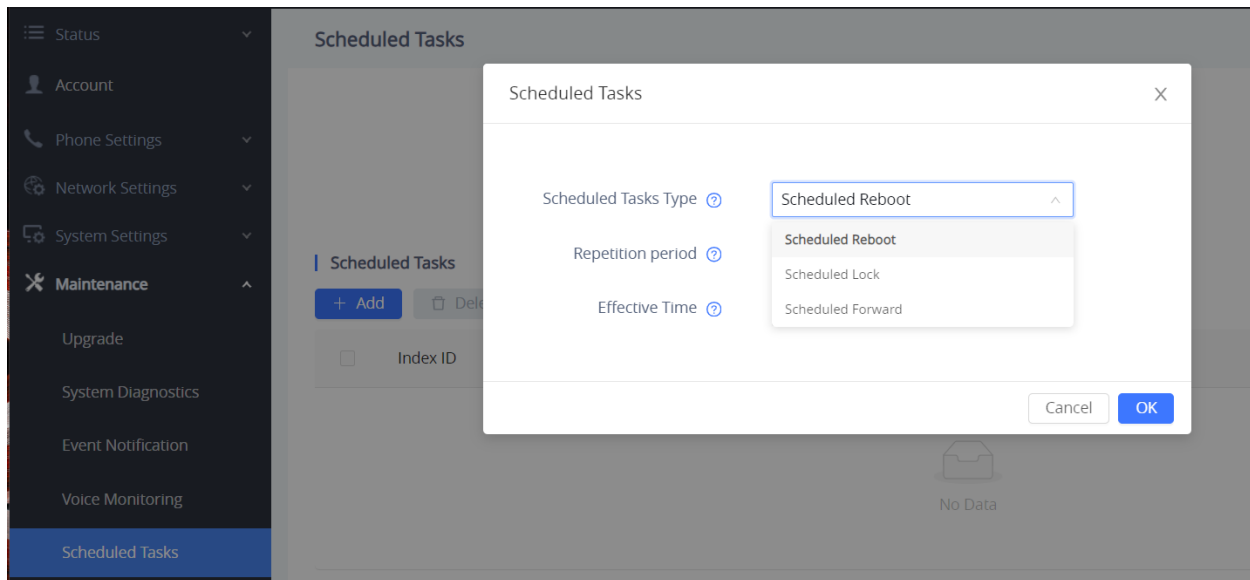 Status
Account
Phone Settings
Network Settings
System Settings
Maintenance
Upgrade
System Diagnostics
Event Notification
Voice Monitoring
Scheduled Tasks
Scheduled Tasks
Scheduled Tasks
+ Add
Index ID
No Data
Scheduled Tasks
X
Scheduled Tasks Type ?
Scheduled Reboot
Scheduled Reboot
Scheduled Lock
Scheduled Forward
Repetition period ?
Effective Time ?
Cancel
OK